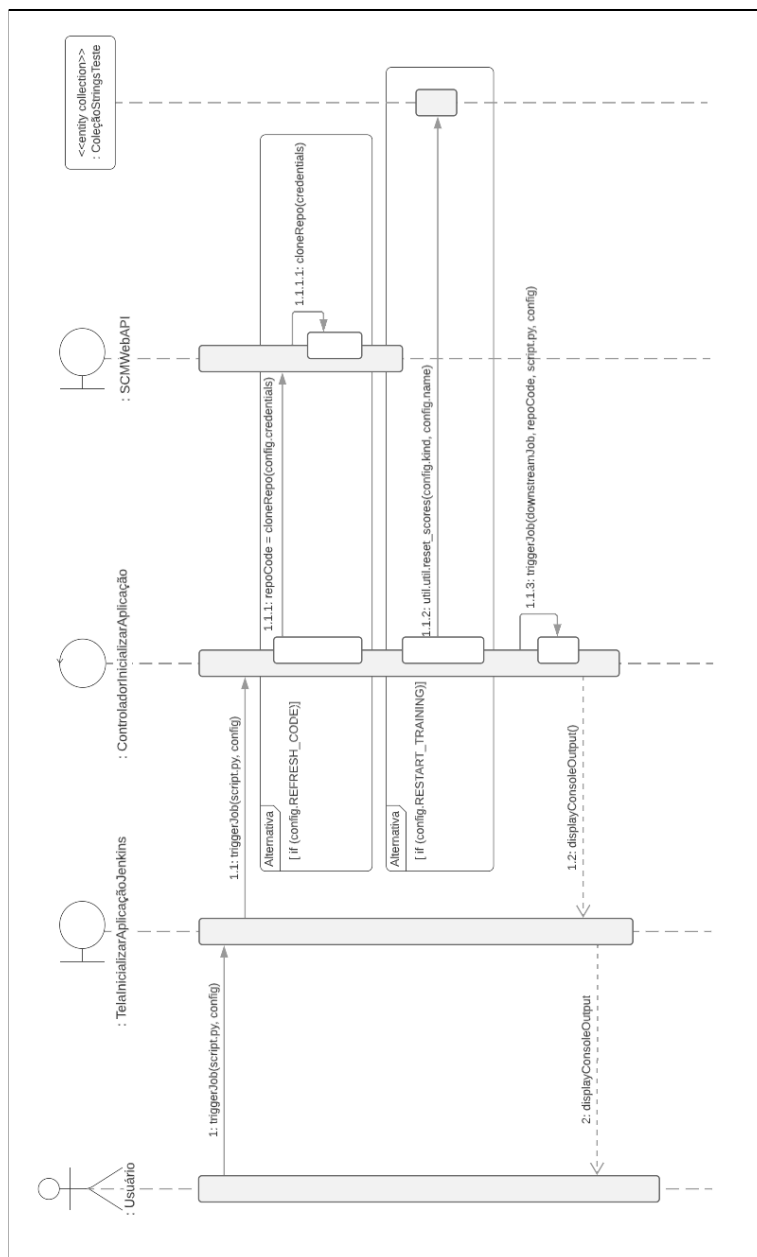 : Usuário
: TelaInicializarAplicaçãoJenkins
: ControladorInicializarAplicação
: SCMWebAPI
<<entity collection>>
: ColeçãoStringsTeste
1: triggerJob(script.py, config)
1.1: triggerJob(script.py, config)
Alternativa
[ if (config.REFRESH_CODE)]
1.1.1: repoCode = cloneRepo(config.credentials)
1.1.1.1: cloneRepo(credentials)
Alternativa
[ if (config.RESTART_TRAINING)]
1.1.2: util.util.reset_scores(config.kind, config.name)
1.1.3: triggerJob(downstreamJob, repoCode, script.py, config)
1.2: displayConsoleOutput()
2: displayConsoleOutput